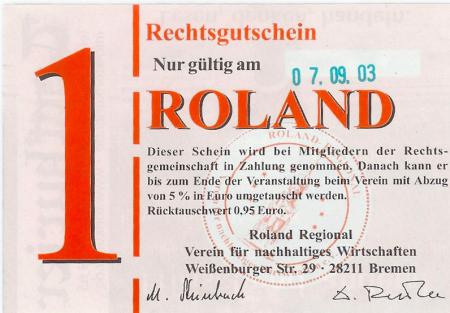 Rechtsgutschein
Nur gültig am 07.09.03
1 ROLAND
Dieser Schein wird bei Mitgliedern der Rechts-
gemeinschaft in Zahlung genommen. Danach kann er
bis zum Ende der Veranstaltung beim Verein mit Abzug
von 5 % in Euro umgetauscht werden.
Rücktauschwert 0,95 Euro.
Roland Regional
Verein für nachhaltiges Wirtschaften
Weißenburger Str. 29 - 28211 Bremen